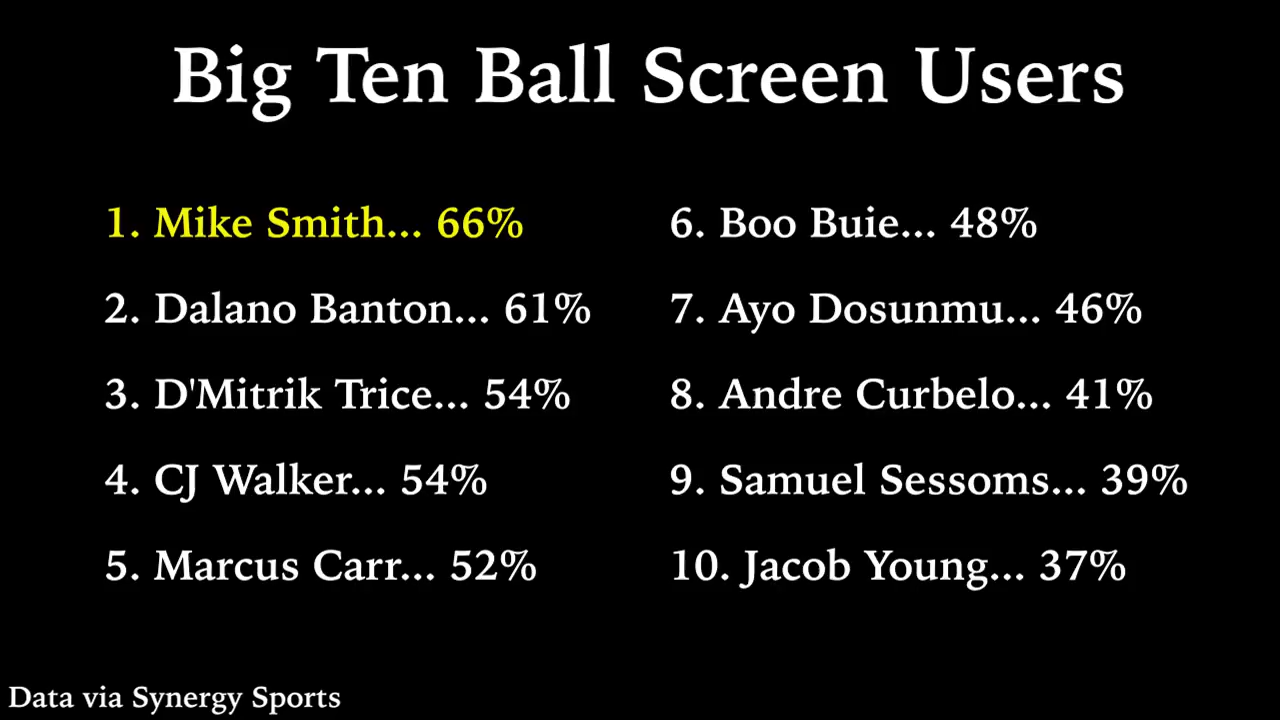 Big Ten Ball Screen Users
1. Mike Smith... 66%
2. Dalano Banton... 61%
3. D'Mitrik Trice... 54%
4. CJ Walker... 54%
5. Marcus Carr... 52%
6. Boo Buie... 48%
7. Ayo Dosunmu... 46%
8. Andre Curbelo... 41%
9. Samuel Sessoms... 39%
10. Jacob Young... 37%
Data via Synergy Sports